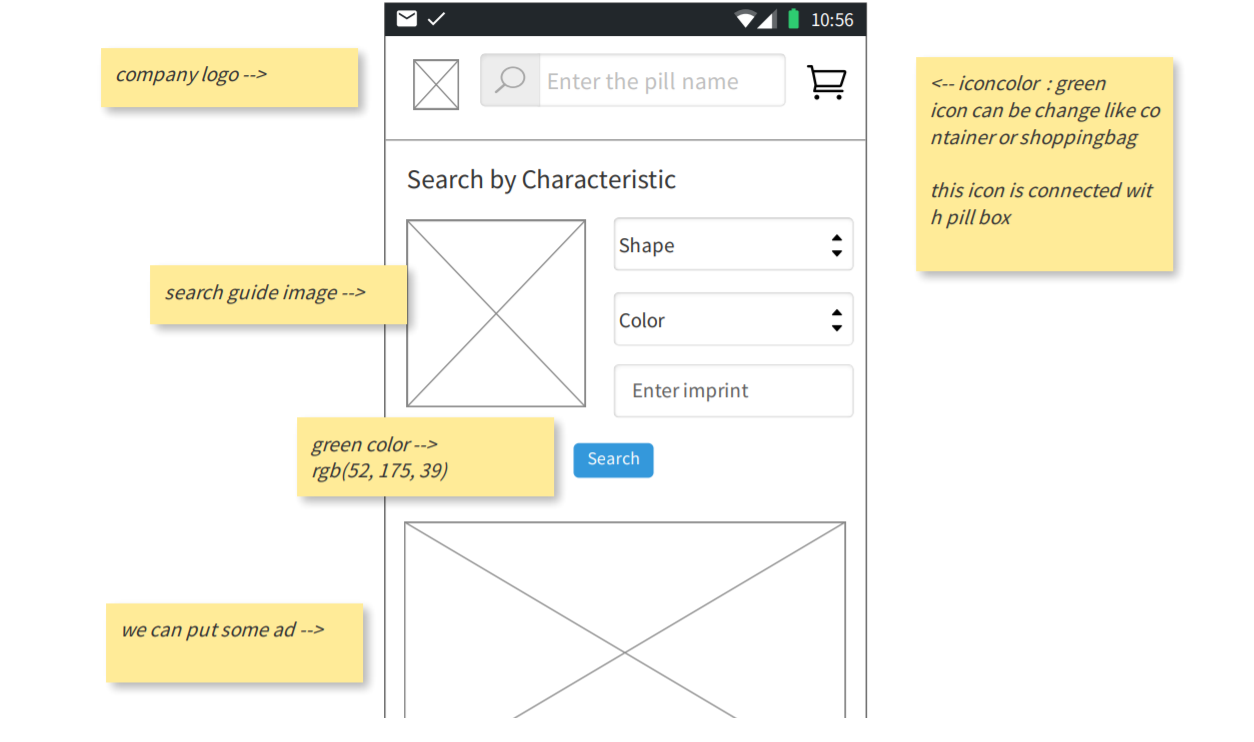 10:56
company logo -->
Enter the pill name
<-- iconcolor : green
icon can be change like co
ntainer or shoppingbag
this icon is connected wit
h pill box
Search by Characteristic
Shape
search guide image -->
Color
Enter imprint
green color -->
rgb(52, 175, 39)
Search
we can put some ad -->